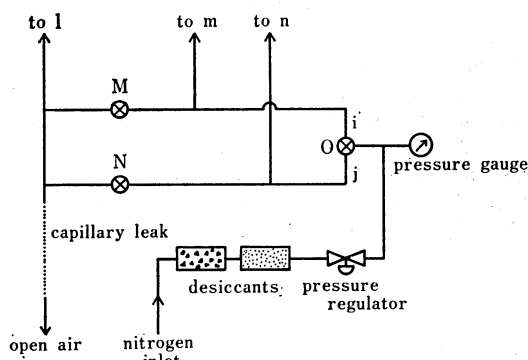 to l
to m
to n
M
i
O
pressure gauge
N
j
capillary leak
desiccants
pressure
regulator
open air
nitrogen
inlet